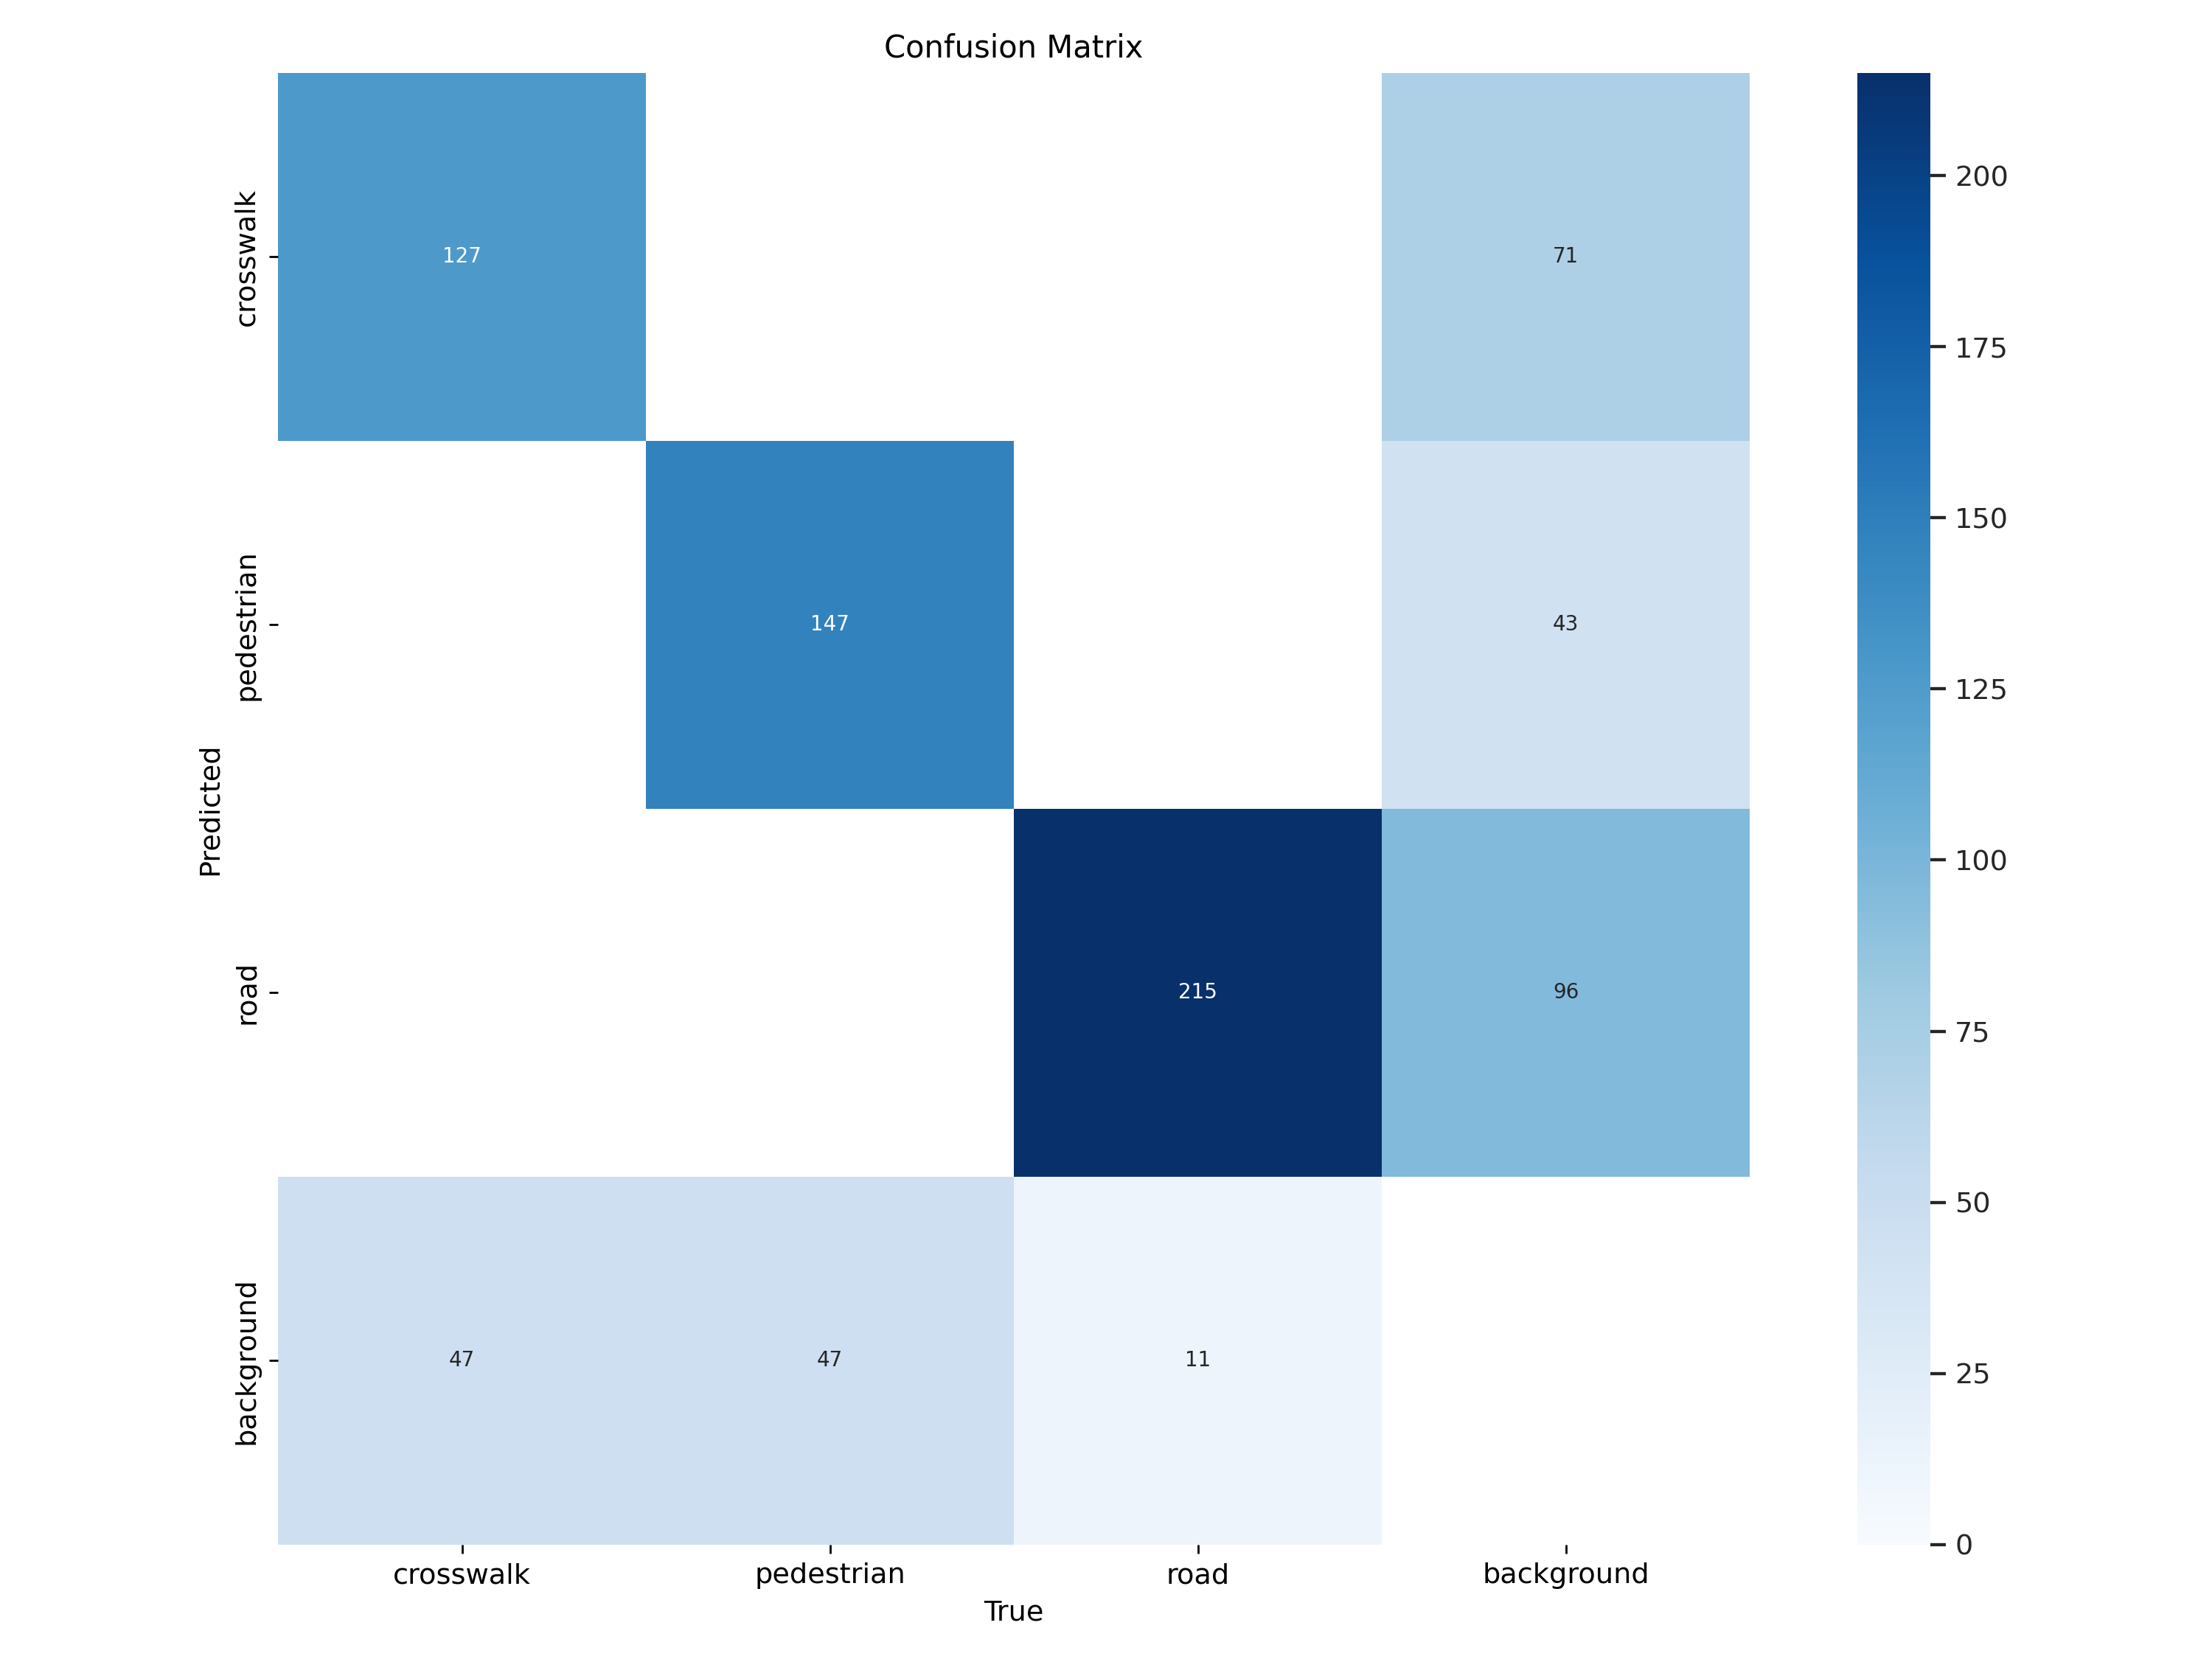 Confusion Matrix
crosswalk
127
71
pedestrian
147
43
road
215
96
background
47
47
11
Predicted
crosswalk
pedestrian
road
background
True
200
175
150
125
100
75
50
25
0